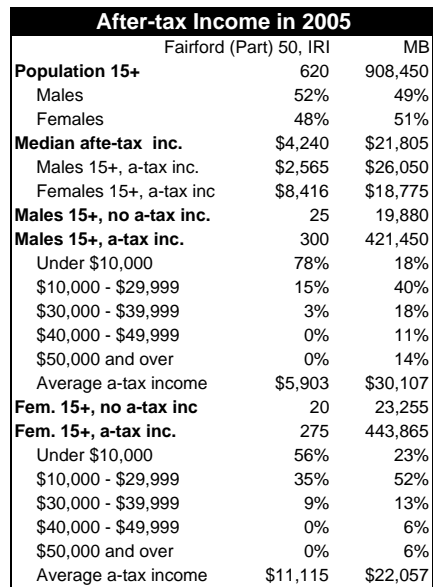 After-tax Income in 2005
Fairford (Part) 50, IRI MB
Population 15+ 620 908,450
Males 52% 49%
Females 48% 51%
Median afte-tax inc. $4,240 $21,805
Males 15+, a-tax inc. $2,565 $26,050
Females 15+, a-tax inc $8,416 $18,775
Males 15+, no a-tax inc. 25 19,880
Males 15+, a-tax inc. 300 421,450
Under $10,000 78% 18%
$10,000 - $29,999 15% 40%
$30,000 - $39,999 3% 18%
$40,000 - $49,999 0% 11%
$50,000 and over 0% 14%
Average a-tax income $5,903 $30,107
Fem. 15+, no a-tax inc 20 23,255
Fem. 15+, a-tax inc. 275 443,865
Under $10,000 56% 23%
$10,000 - $29,999 35% 52%
$30,000 - $39,999 9% 13%
$40,000 - $49,999 0% 6%
$50,000 and over 0% 6%
Average a-tax income $11,115 $22,057